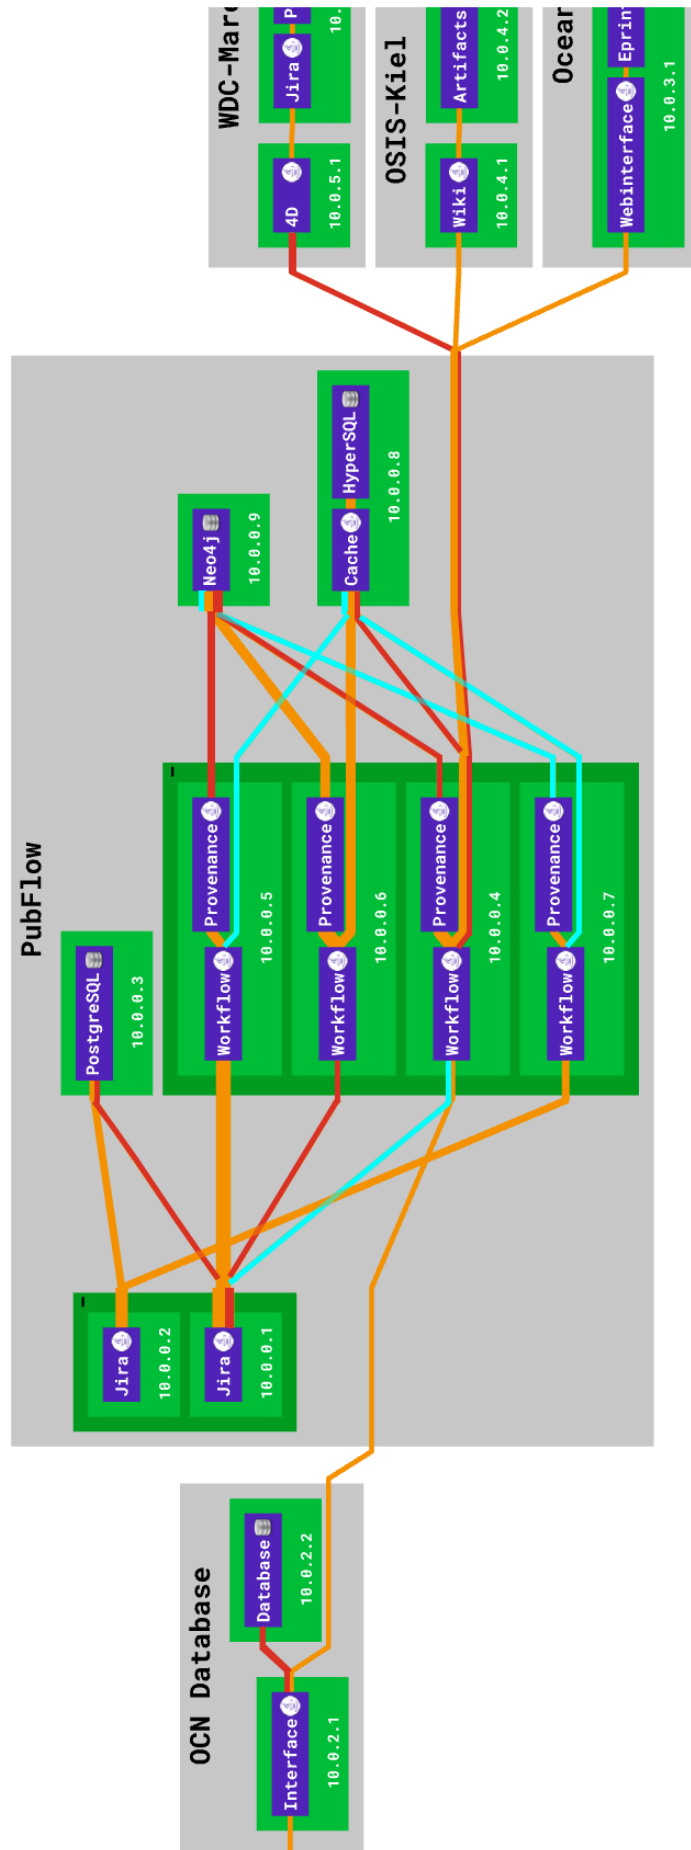 OCN Database
Database
10.0.2.2
Interface
10.0.2.1
PubFlow
Jira
10.0.0.2
Jira
10.0.0.1
PostgreSQL
10.0.0.3
Workflow Provenance
10.0.0.5
Workflow Provenance
10.0.0.6
Workflow Provenance
10.0.0.4
Workflow Provenance
10.0.0.7
Neo4j
10.0.0.9
Cache HyperSQL
10.0.0.8
WDC-Mar
4D
10.0.5.1
Jira P
10.
OSIS-Kiel
Wiki
10.0.4.1
Artifacts
10.0.4.2
Ocea
Webinterface Eprin
10.0.3.1